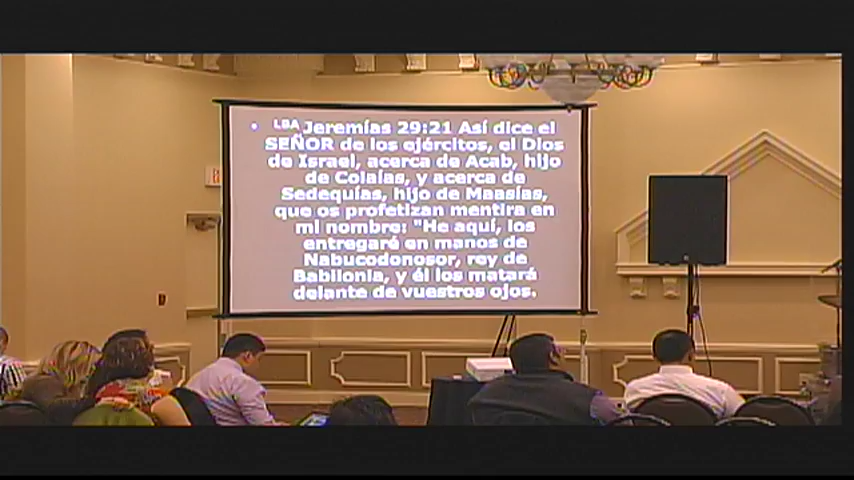 • LBA Jeremías 29:21 Así dice el
SEÑOR de los ejércitos, el Dios
de Israel, acerca de Acab, hijo
de Colaías, y acerca de
Sedequías, hijo de Maasías,
que os profetizan mentira en
mi nombre: "He aquí, los
entregaré en manos de
Nabucodonosor, rey de
Babilonia, y él los matará
delante de vuestros ojos.